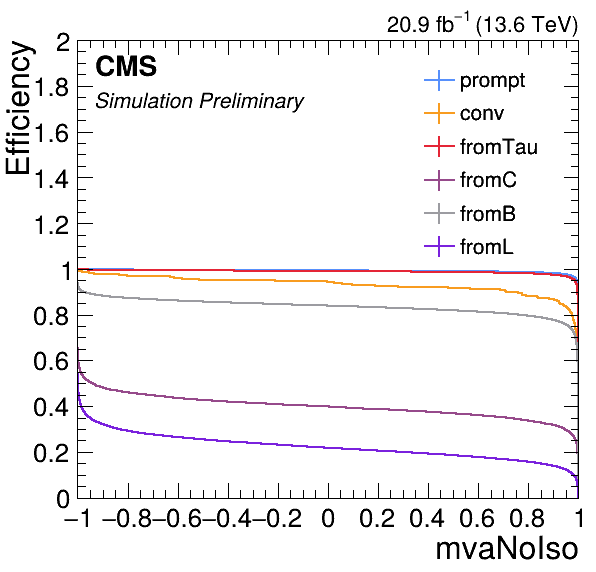 20.9 fb⁻¹ (13.6 TeV)
CMS
Simulation Preliminary
prompt
conv
fromTau
fromC
fromB
fromL
Efficiency
2
1.8
1.6
1.4
1.2
1
0.8
0.6
0.4
0.2
0
−1 −0.8 −0.6 −0.4 −0.2 0 0.2 0.4 0.6 0.8 1
mvaNoIso